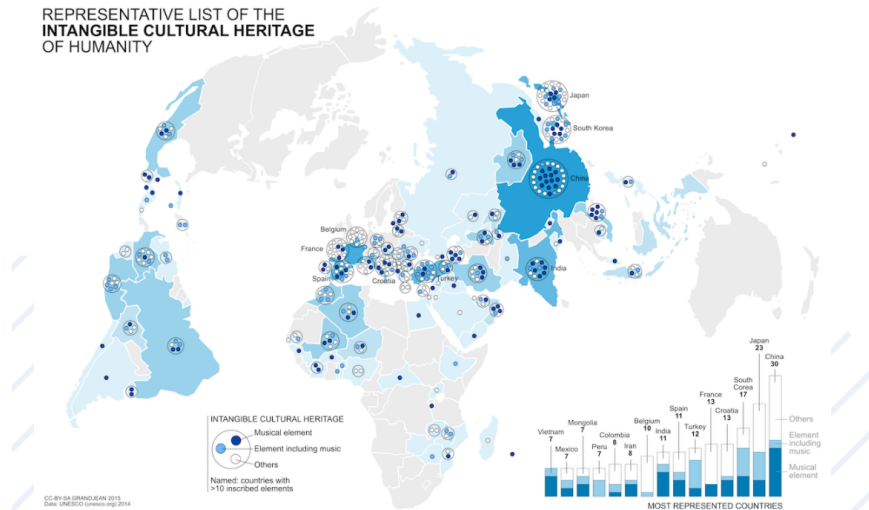 REPRESENTATIVE LIST OF THE
INTANGIBLE CULTURAL HERITAGE
OF HUMANITY
Japan
South Korea
China
Belgium
France
Spain
Croatia
Turkey
India
INTANGIBLE CULTURAL HERITAGE
Musical element
Element including music
Others
Named: countries with
>10 inscribed elements
CC-BY-SA GRANDJEAN 2015
Data: UNESCO (unesco.org) 2014
Vietnam
7
Mexico
7
Mongolia
7
Peru
7
Colombia
8
Iran
8
Belgium
10
India
11
Spain
11
Turkey
12
France
13
Croatia
13
South
Korea
17
Japan
23
China
30
Others
Element
including
music
Musical
element
MOST REPRESENTED COUNTRIES